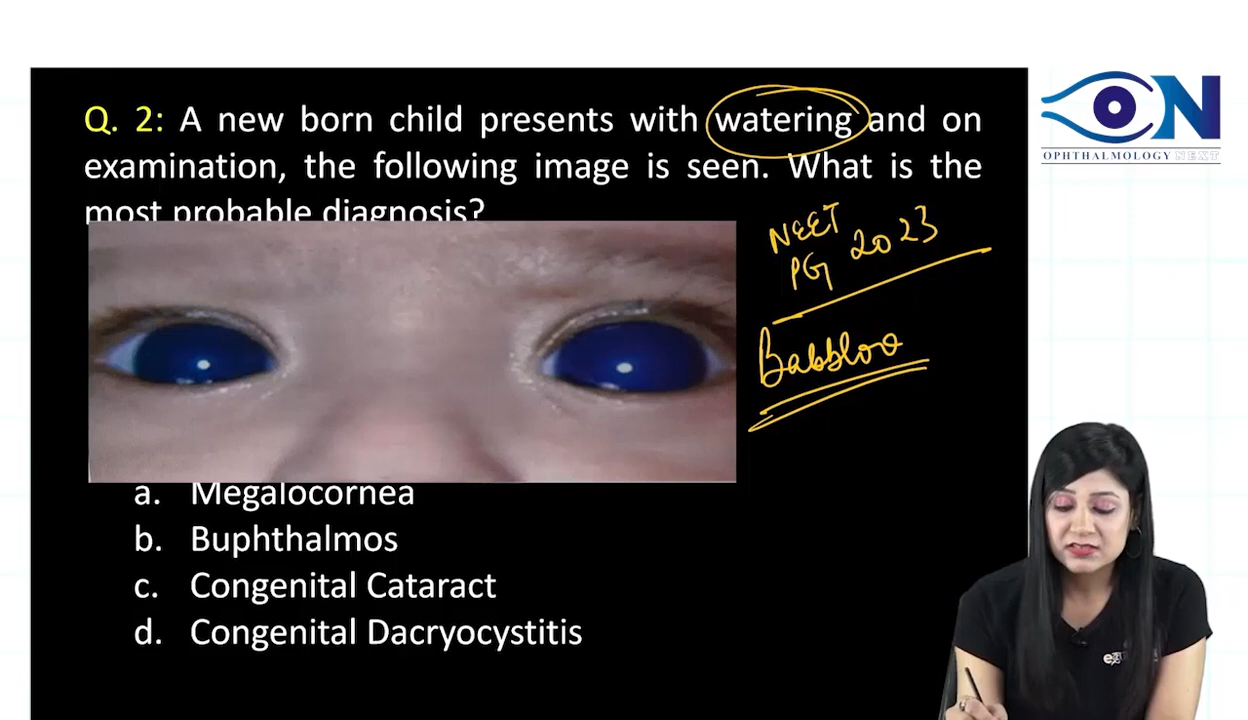 Q. 2: A new born child presents with watering and on
examination, the following image is seen. What is the
most probable diagnosis?
NEET
PG 2023
Babbloo
a. Megalocornea
b. Buphthalmos
c. Congenital Cataract
d. Congenital Dacryocystitis
ON
OPHTHALMOLOGY NEXT